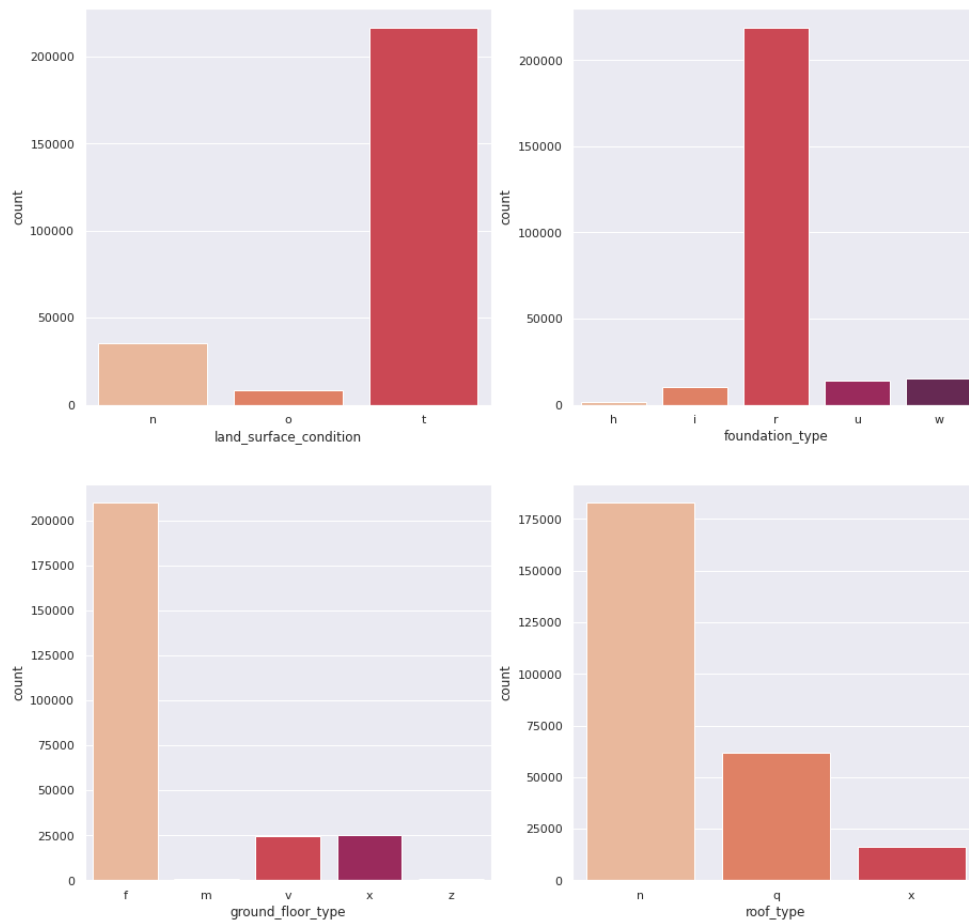 200000
150000
100000
50000
0
count
n o t
land_surface_condition
200000
150000
100000
50000
0
count
h i r u w
foundation_type
200000
175000
150000
125000
100000
75000
50000
25000
0
count
f m v x z
ground_floor_type
175000
150000
125000
100000
75000
50000
25000
0
count
n q x
roof_type